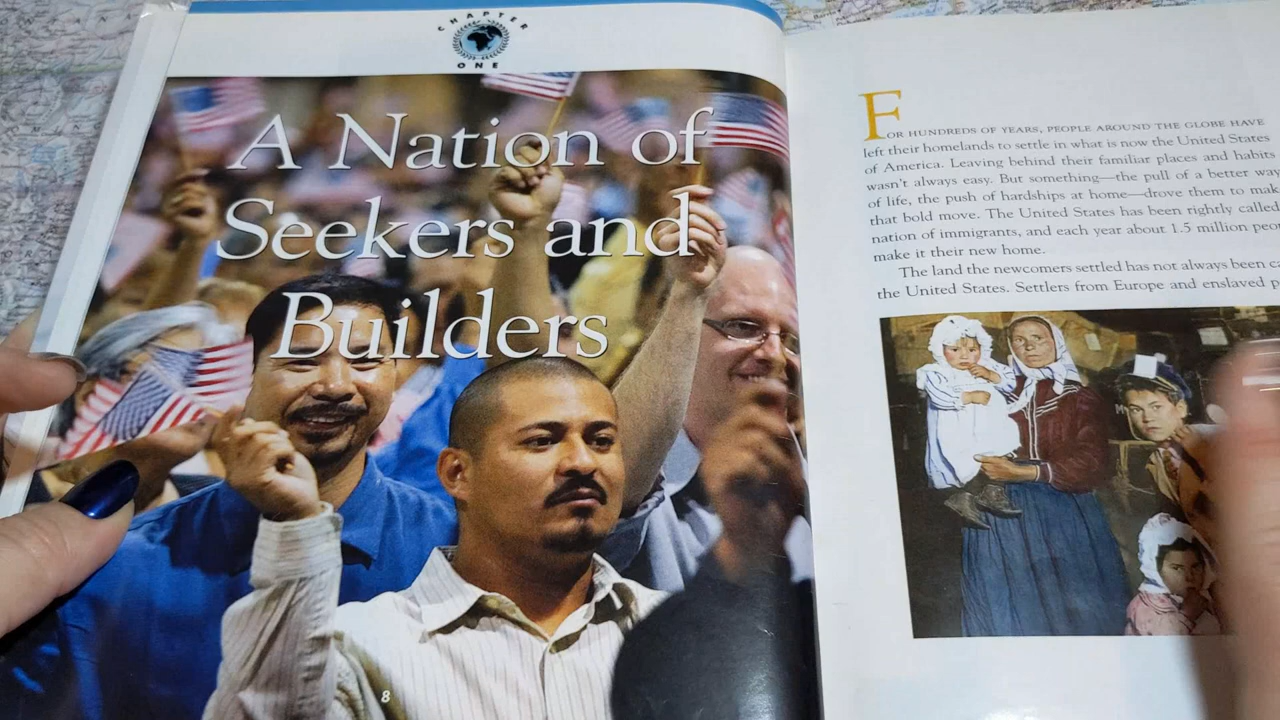 CHAPTER
ONE
A Nation of
Seekers and
Builders
8
FOR HUNDREDS OF YEARS, PEOPLE AROUND THE GLOBE HAVE
left their homelands to settle in what is now the United States
of America. Leaving behind their familiar places and habits
wasn't always easy. But something—the pull of a better way
of life, the push of hardships at home—drove them to
that bold move. The United States has been rightly called
nation of immigrants, and each year about 1.5 million
make it their new home.
The land the newcomers settled has not always been
the United States. Settlers from Europe and enslaved